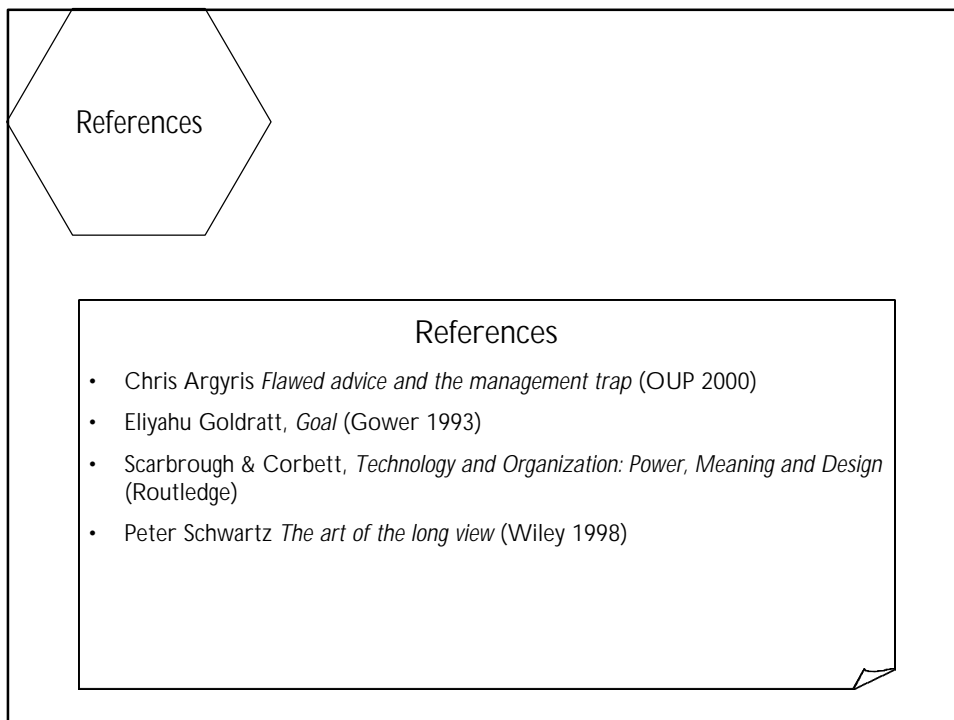 References
References
• Chris Argyris Flawed advice and the management trap (OUP 2000)
• Eliyahu Goldratt, Goal (Gower 1993)
• Scarbrough & Corbett, Technology and Organization: Power, Meaning and Design
(Routledge)
• Peter Schwartz The art of the long view (Wiley 1998)